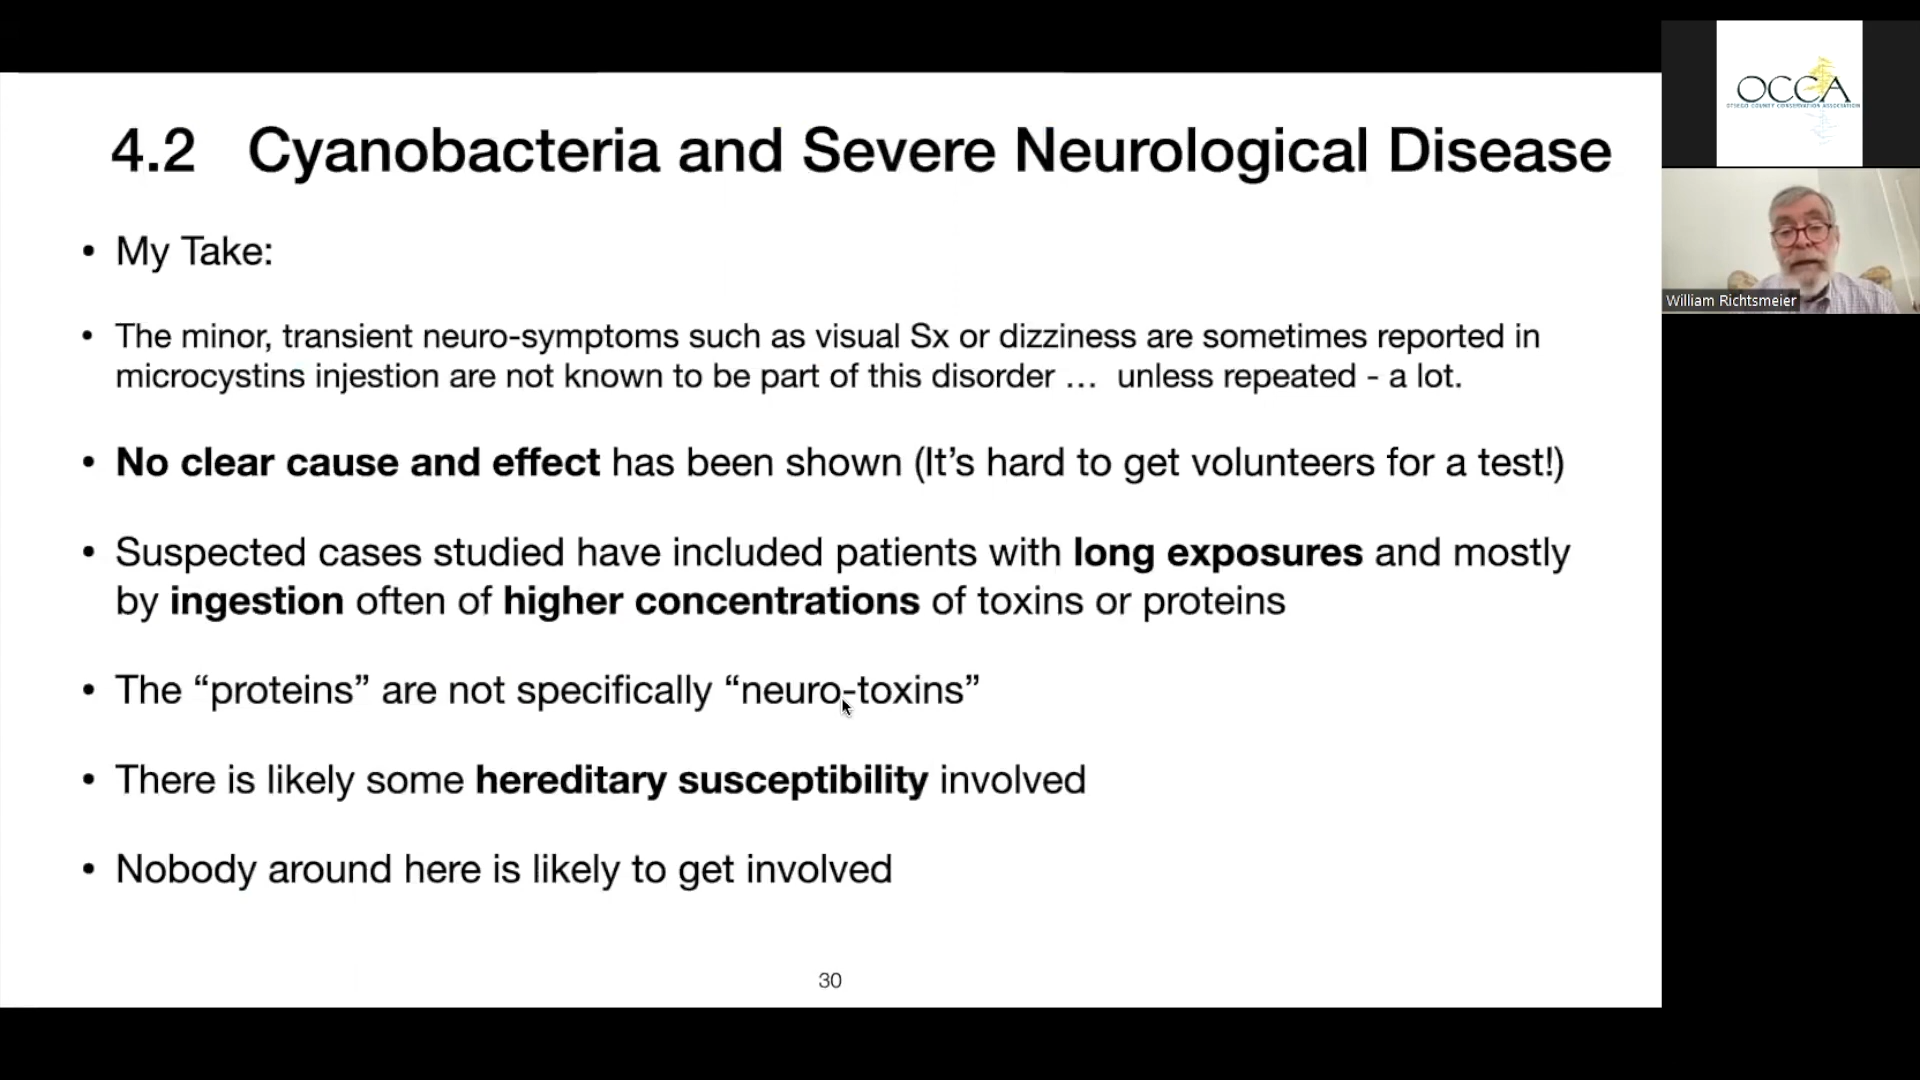 4.2 Cyanobacteria and Severe Neurological Disease
• My Take:
• The minor, transient neuro-symptoms such as visual Sx or dizziness are sometimes reported in
microcystins injestion are not known to be part of this disorder … unless repeated - a lot.
• No clear cause and effect has been shown (It’s hard to get volunteers for a test!)
• Suspected cases studied have included patients with long exposures and mostly
by ingestion often of higher concentrations of toxins or proteins
• The “proteins” are not specifically “neuro-toxins”
• There is likely some hereditary susceptibility involved
• Nobody around here is likely to get involved
30
OCCA
OTSEGO COUNTY CONSERVATION ASSOCIATION
William Richtsmeier